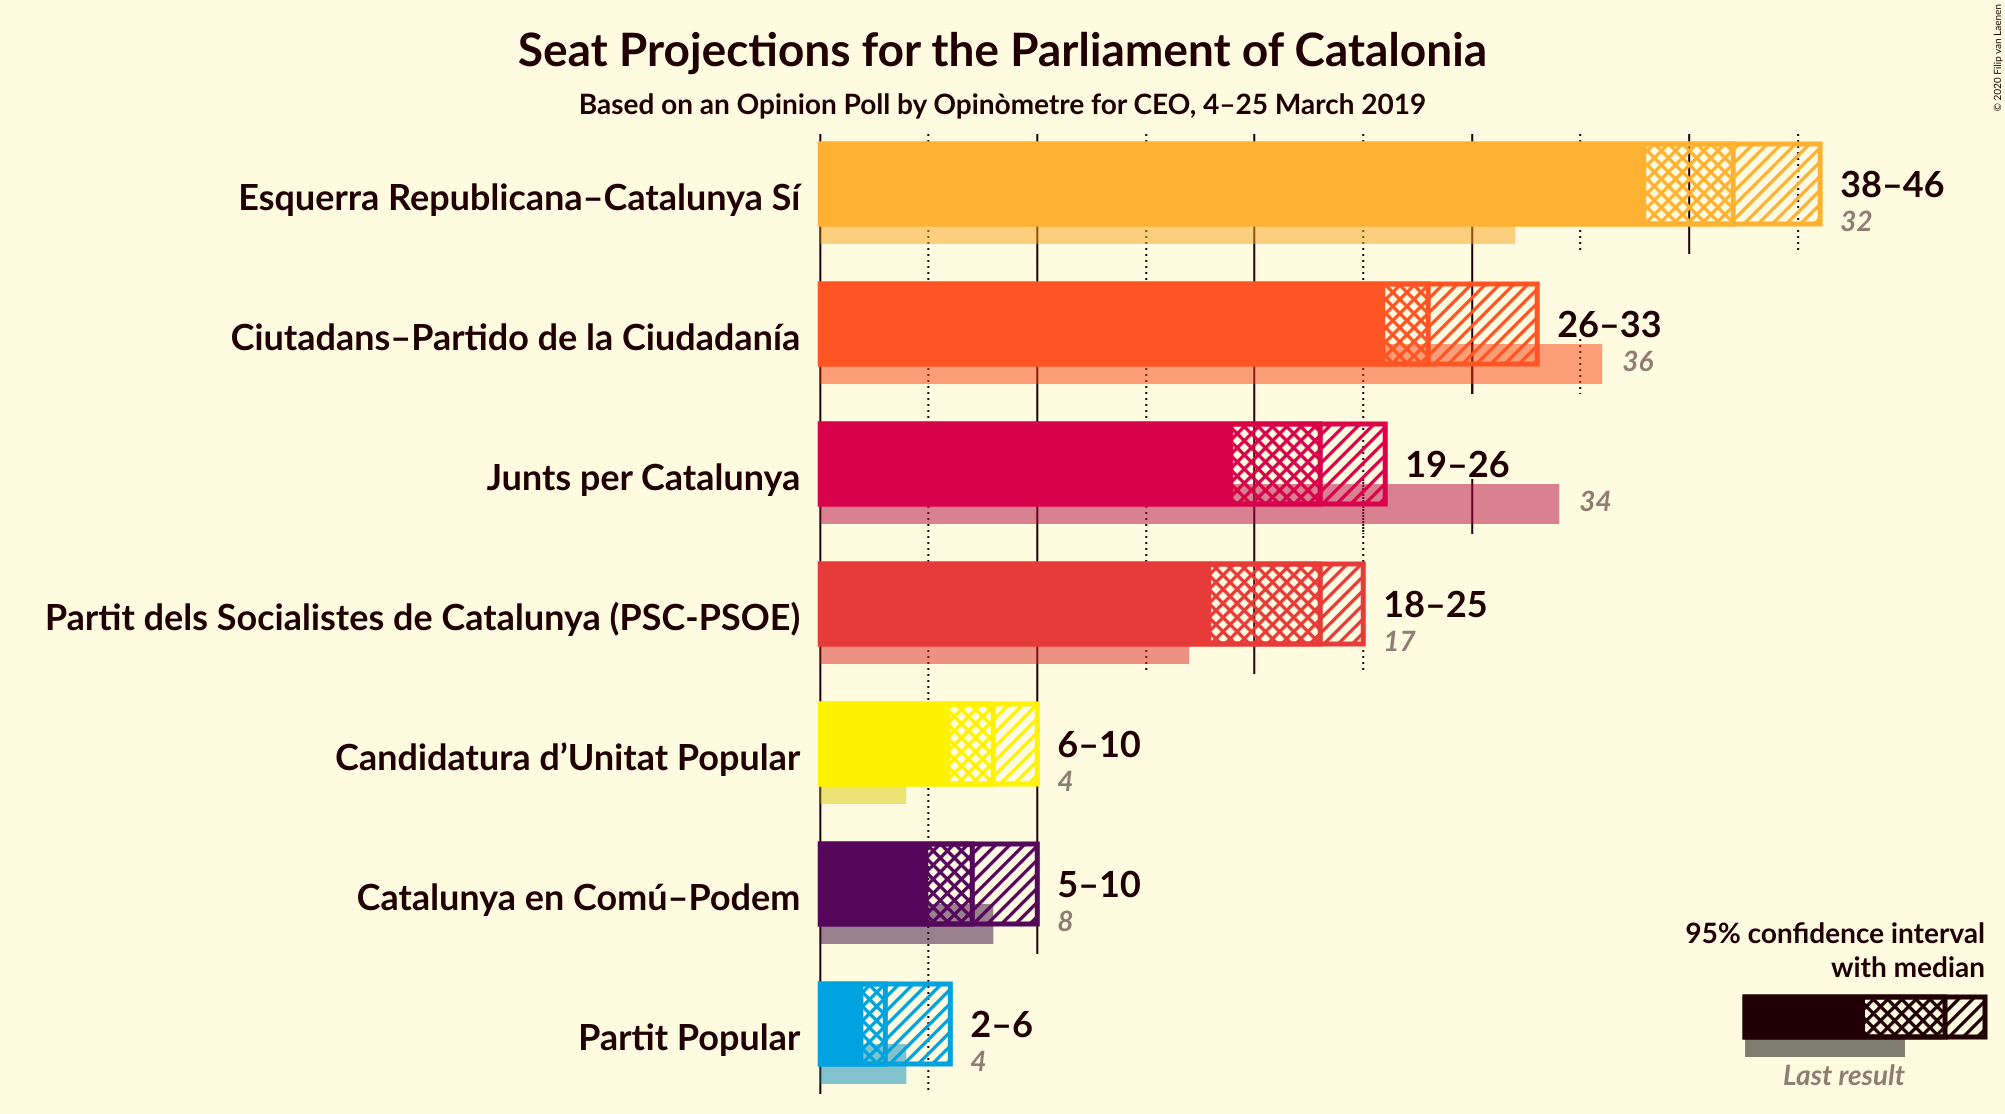 Seat Projections for the Parliament of Catalonia
Based on an Opinion Poll by Opinòmetre for CEO, 4–25 March 2019
© 2020 Filip van Laenen
Esquerra Republicana–Catalunya Sí
38–46
32
Ciutadans–Partido de la Ciudadanía
26–33
36
Junts per Catalunya
19–26
34
Partit dels Socialistes de Catalunya (PSC-PSOE)
18–25
17
Candidatura d’Unitat Popular
6–10
4
Catalunya en Comú–Podem
5–10
8
Partit Popular
2–6
4
95% confidence interval
with median
Last result